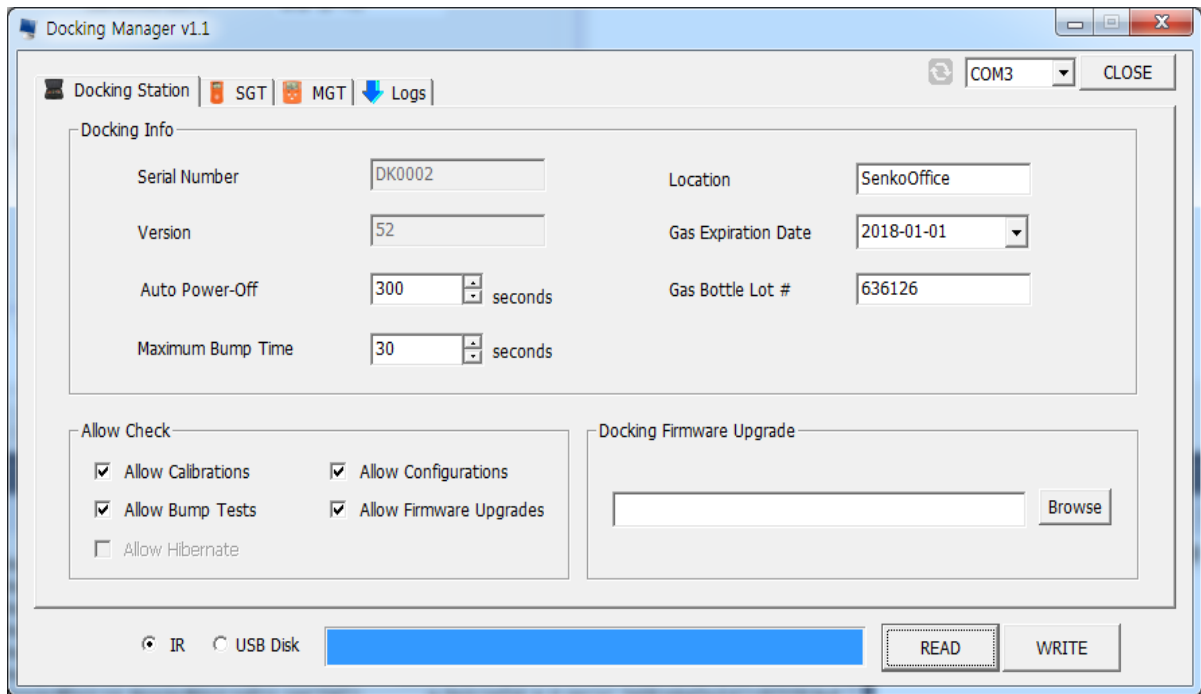 Docking Manager v1.1
COM3
CLOSE
Docking Station
SGT
MGT
Logs
Docking Info
Serial Number
DK0002
Location
SenkoOffice
Version
52
Gas Expiration Date
2018-01-01
Auto Power-Off
300
seconds
Gas Bottle Lot #
636126
Maximum Bump Time
30
seconds
Allow Check
Allow Calibrations
Allow Configurations
Allow Bump Tests
Allow Firmware Upgrades
Allow Hibernate
Docking Firmware Upgrade
Browse
IR
USB Disk
READ
WRITE